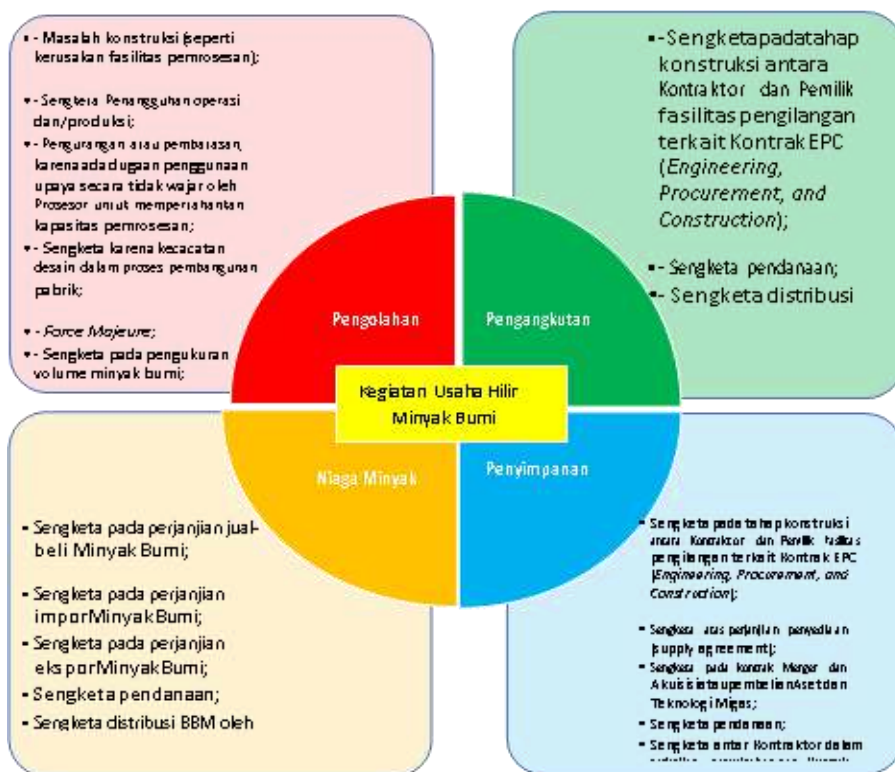 • - Masalah konstruksi (seperti
kerusakan fasilitas pemrosesan);
• - Sengketa Penangguhan operasi
dan/produksi;
• - Pengurangan atau pembatasan,
karena ada dugaan penggunaan
upaya secara tidak wajar oleh
Prosesor untuk mempertahankan
kapasitas pemrosesan;
• - Sengketa karena kecacatan
desain dalam proses pembangunan
pabrik;
• - Force Majeure;
• - Sengketa pada pengukuran
volume minyak bumi;
•- Sengketa pada tahap
konstruksi antara
Kontraktor dan Pemilik
fasilitas pengilangan
terkait Kontrak EPC
(Engineering,
Procurement, and
Construction);
•- Sengketa pendanaan;
•- Sengketa distribusi
Pengolahan
Pengangkutan
Kegiatan Usaha Hilir
Minyak Bumi
Niaga Minyak
Penyimpanan
• Sengketa pada perjanjian jual-
beli Minyak Bumi;
• Sengketa pada perjanjian
impor Minyak Bumi;
• Sengketa pada perjanjian
ekspor Minyak Bumi;
• Sengketa pendanaan;
• Sengketa distribusi BBM oleh
• Sengketa pada tahap konstruksi
antara Kontraktor dan Pemilik fasilitas
pengilangan terkait Kontrak EPC
(Engineering, Procurement, and
Construction);
• Sengketa atas perjanjian penyediaan
(supply agreement);
• Sengketa pada kontrak Merger dan
Akuisisi atau pembelian Aset dan
Teknologi Migas;
• Sengketa pendanaan;
• Sengketa antar Kontraktor dalam